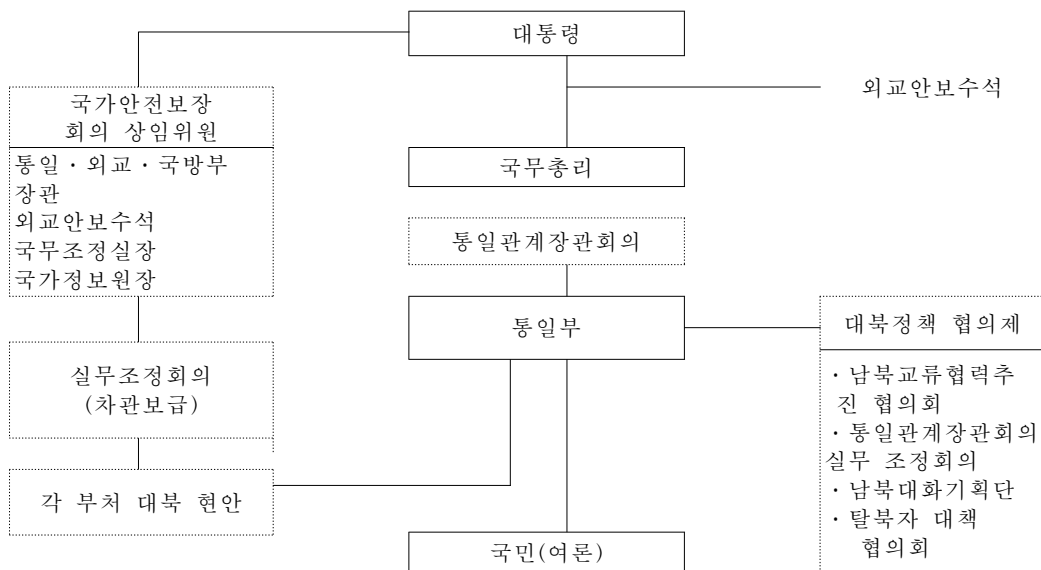 대통령
외교안보수석
국가안전보장
회의 상임위원
통일・외교・국방부
장관
외교안보수석
국무조정실장
국가정보원장
국무총리
통일관계장관회의
통일부
대북정책 협의제
・남북교류협력추
진 협의회
・통일관계장관회의
실무 조정회의
・남북대화기획단
・탈북자 대책
협의회
실무조정회의
(차관보급)
각 부처 대북 현안
국민(여론)